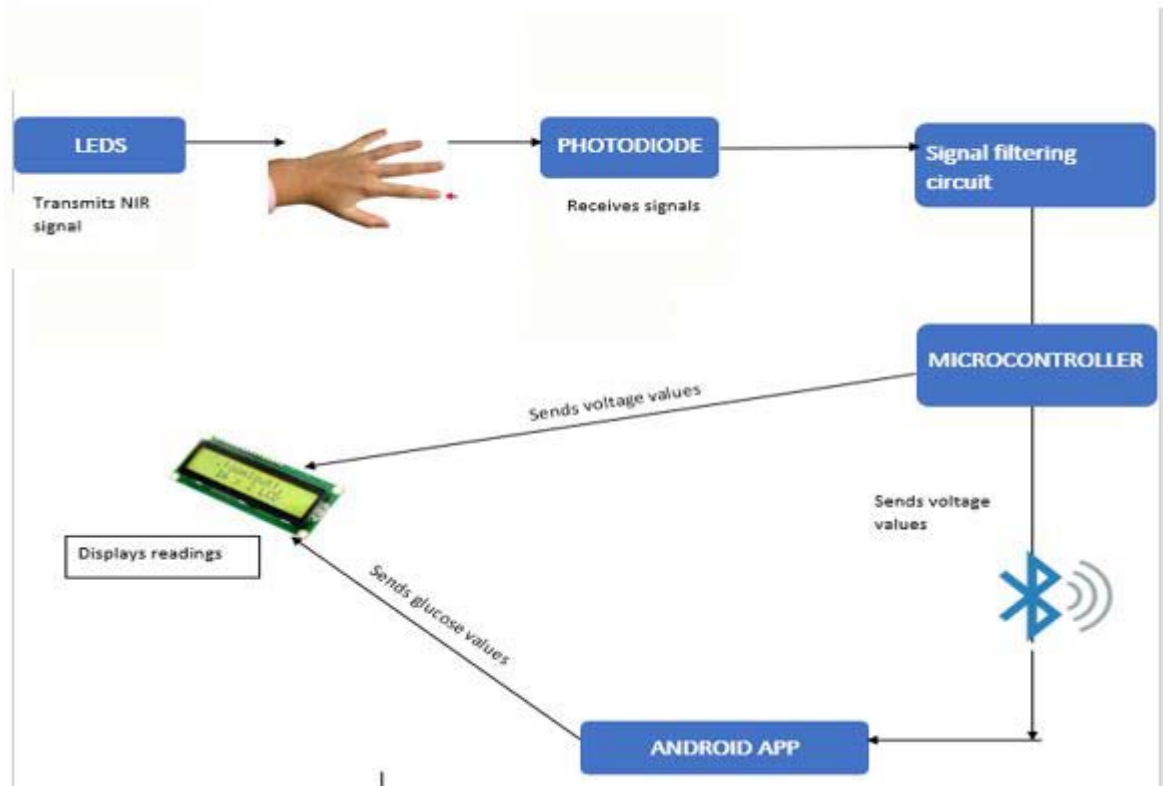 LEDS
PHOTODIODE
Signal filtering
circuit
Transmits NIR
signal
Receives signals
MICROCONTROLLER
Sends voltage values
Sends voltage
values
Displays readings
Sends glucose values
ANDROID APP